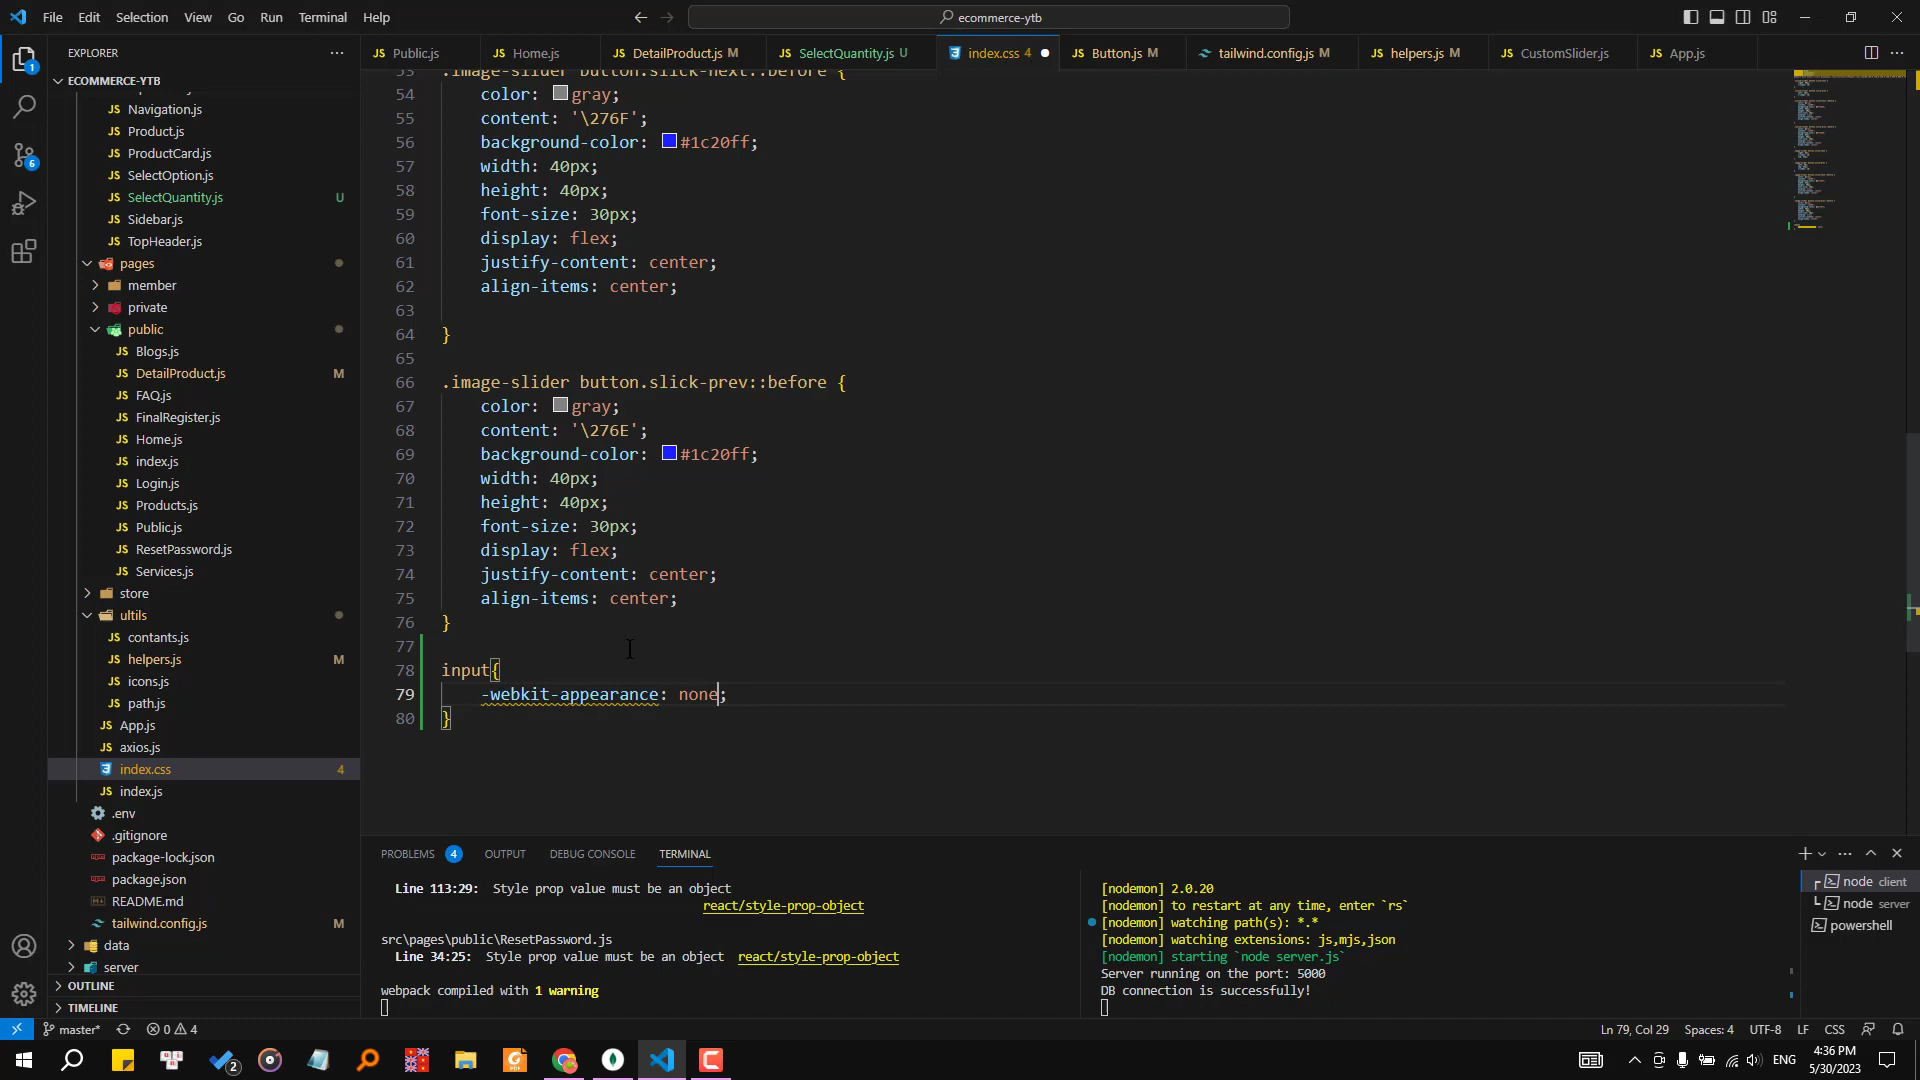 File Edit Selection View Go Run Terminal Help
ecommerce-ytb
EXPLORER
ECOMMERCE-YTB
Navigation.js
Product.js
ProductCard.js
SelectOption.js
SelectQuantity.js U
Sidebar.js
TopHeader.js
pages
member
private
public
Blogs.js
DetailProduct.js M
FAQ.js
FinalRegister.js
Home.js
index.js
Login.js
Products.js
Public.js
ResetPassword.js
Services.js
store
ultils
contants.js
helpers.js M
icons.js
path.js
App.js
axios.js
index.css 4
index.js
.env
.gitignore
package-lock.json
package.json
README.md
tailwind.config.js M
data
server
OUTLINE
TIMELINE
Public.js Home.js DetailProduct.js M SelectQuantity.js U index.css 4 Button.js M tailwind.config.js M helpers.js M CustomSlider.js App.js
53 .image-slider button.slick-next::before {
54 color: gray;
55 content: '\276F';
56 background-color: #1c20ff;
57 width: 40px;
58 height: 40px;
59 font-size: 30px;
60 display: flex;
61 justify-content: center;
62 align-items: center;
63
64 }
65
66 .image-slider button.slick-prev::before {
67 color: gray;
68 content: '\276E';
69 background-color: #1c20ff;
70 width: 40px;
71 height: 40px;
72 font-size: 30px;
73 display: flex;
74 justify-content: center;
75 align-items: center;
76 }
77
78 input{
79 -webkit-appearance: none;
80 }
PROBLEMS 4 OUTPUT DEBUG CONSOLE TERMINAL
Line 113:29: Style prop value must be an object
react/style-prop-object
src\pages\public\ResetPassword.js
Line 34:25: Style prop value must be an object react/style-prop-object
webpack compiled with 1 warning
[nodemon] 2.0.20
[nodemon] to restart at any time, enter `rs`
[nodemon] watching path(s): *.*
[nodemon] watching extensions: js,mjs,json
[nodemon] starting `node server.js`
Server running on the port: 5000
DB connection is successfully!
node client
node server
powershell
master* 0 4
Ln 79, Col 29 Spaces: 4 UTF-8 LF CSS
ENG
4:36 PM
5/30/2023